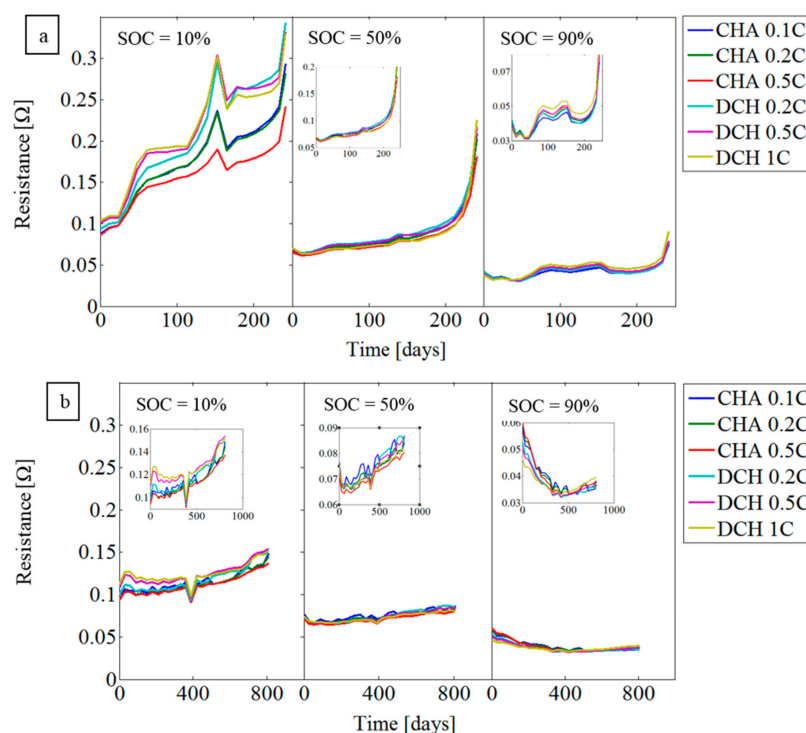 a
SOC = 10%
SOC = 50%
SOC = 90%
0.3
0.25
0.2
0.15
0.1
0.05
0
Resistance [Ω]
0.2
0.15
0.1
0.05
0 100 200
0.07
0.05
0.03
0 100 200
0 100 200 0 100 200 0 100 200
Time [days]
CHA 0.1C
CHA 0.2C
CHA 0.5C
DCH 0.2C
DCH 0.5C
DCH 1C
b
SOC = 10%
SOC = 50%
SOC = 90%
0.3
0.25
0.2
0.15
0.1
0.05
0
Resistance [Ω]
0.16
0.14
0.12
0.1
0 500 1000
0.09
0.08
0.07
0.06
0 500 1000
0.06
0.05
0.04
0.03
0 500 1000
0 400 800 0 400 800 0 400 800
Time [days]
CHA 0.1C
CHA 0.2C
CHA 0.5C
DCH 0.2C
DCH 0.5C
DCH 1C